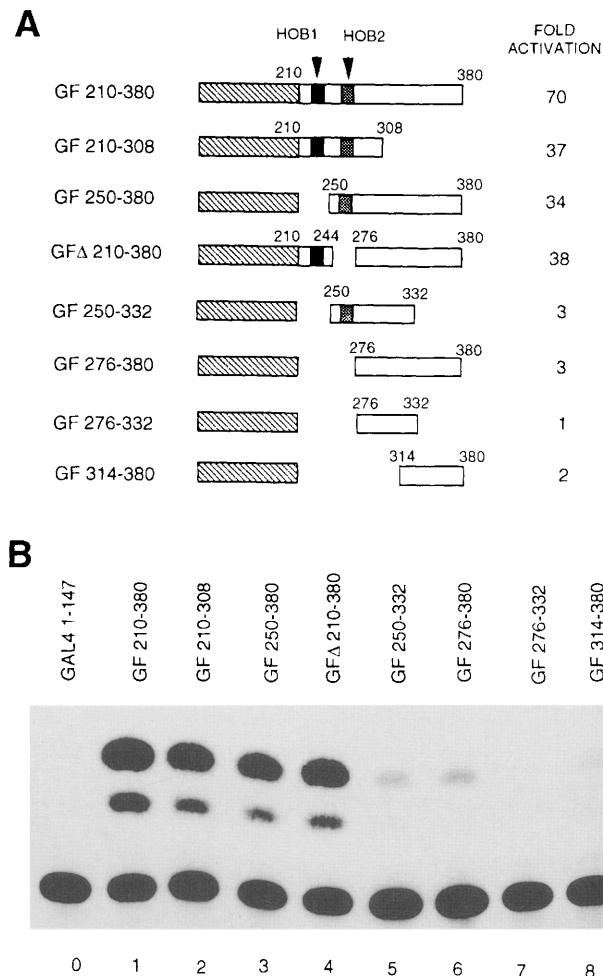 A
HOB1 HOB2 FOLD ACTIVATION
GF 210-380 210 380 70
GF 210-308 210 308 37
GF 250-380 250 380 34
GFΔ 210-380 210 244 276 380 38
GF 250-332 250 332 3
GF 276-380 276 380 3
GF 276-332 276 332 1
GF 314-380 314 380 2
B
GAL4 1-147
GF 210-380
GF 210-308
GF 250-380
GFΔ 210-380
GF 250-332
GF 276-380
GF 276-332
GF 314-380
0 1 2 3 4 5 6 7 8